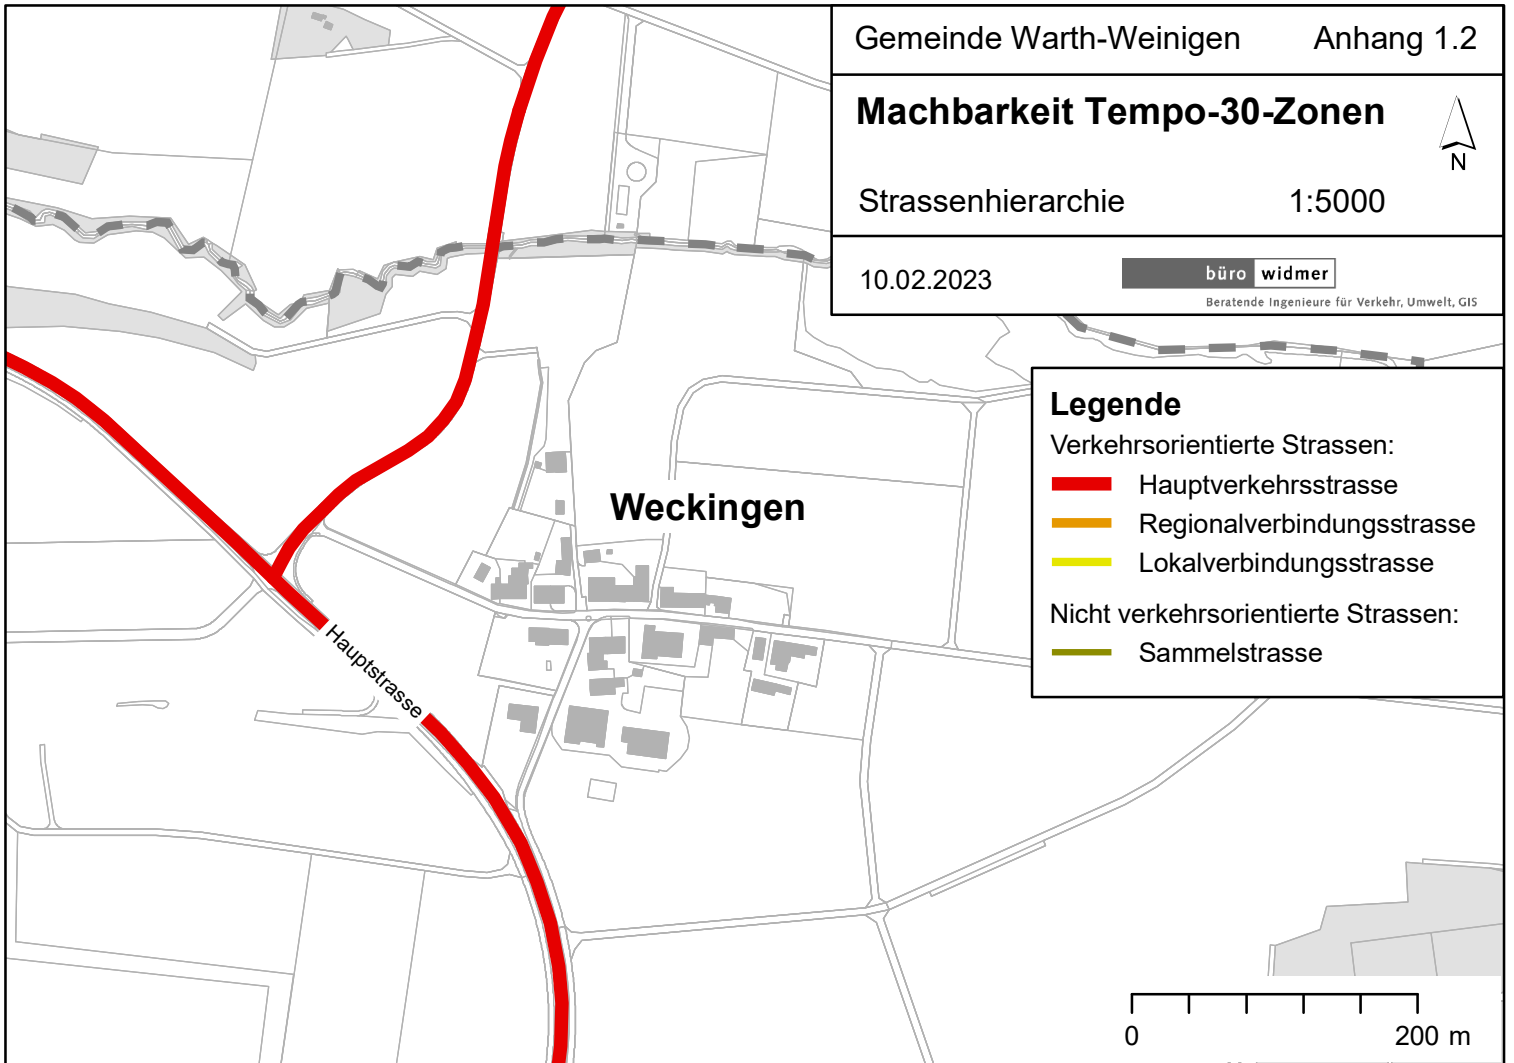 Gemeinde Warth-Weinigen Anhang 1.2
Machbarkeit Tempo-30-Zonen
N
Strassenhierarchie 1:5000
10.02.2023
büro widmer
Beratende Ingenieure für Verkehr, Umwelt, GIS
Legende
Verkehrsorientierte Strassen:
Hauptverkehrsstrasse
Regionalverbindungsstrasse
Lokalverbindungsstrasse
Nicht verkehrsorientierte Strassen:
Sammelstrasse
Weckingen
Hauptstrasse
0 200 m